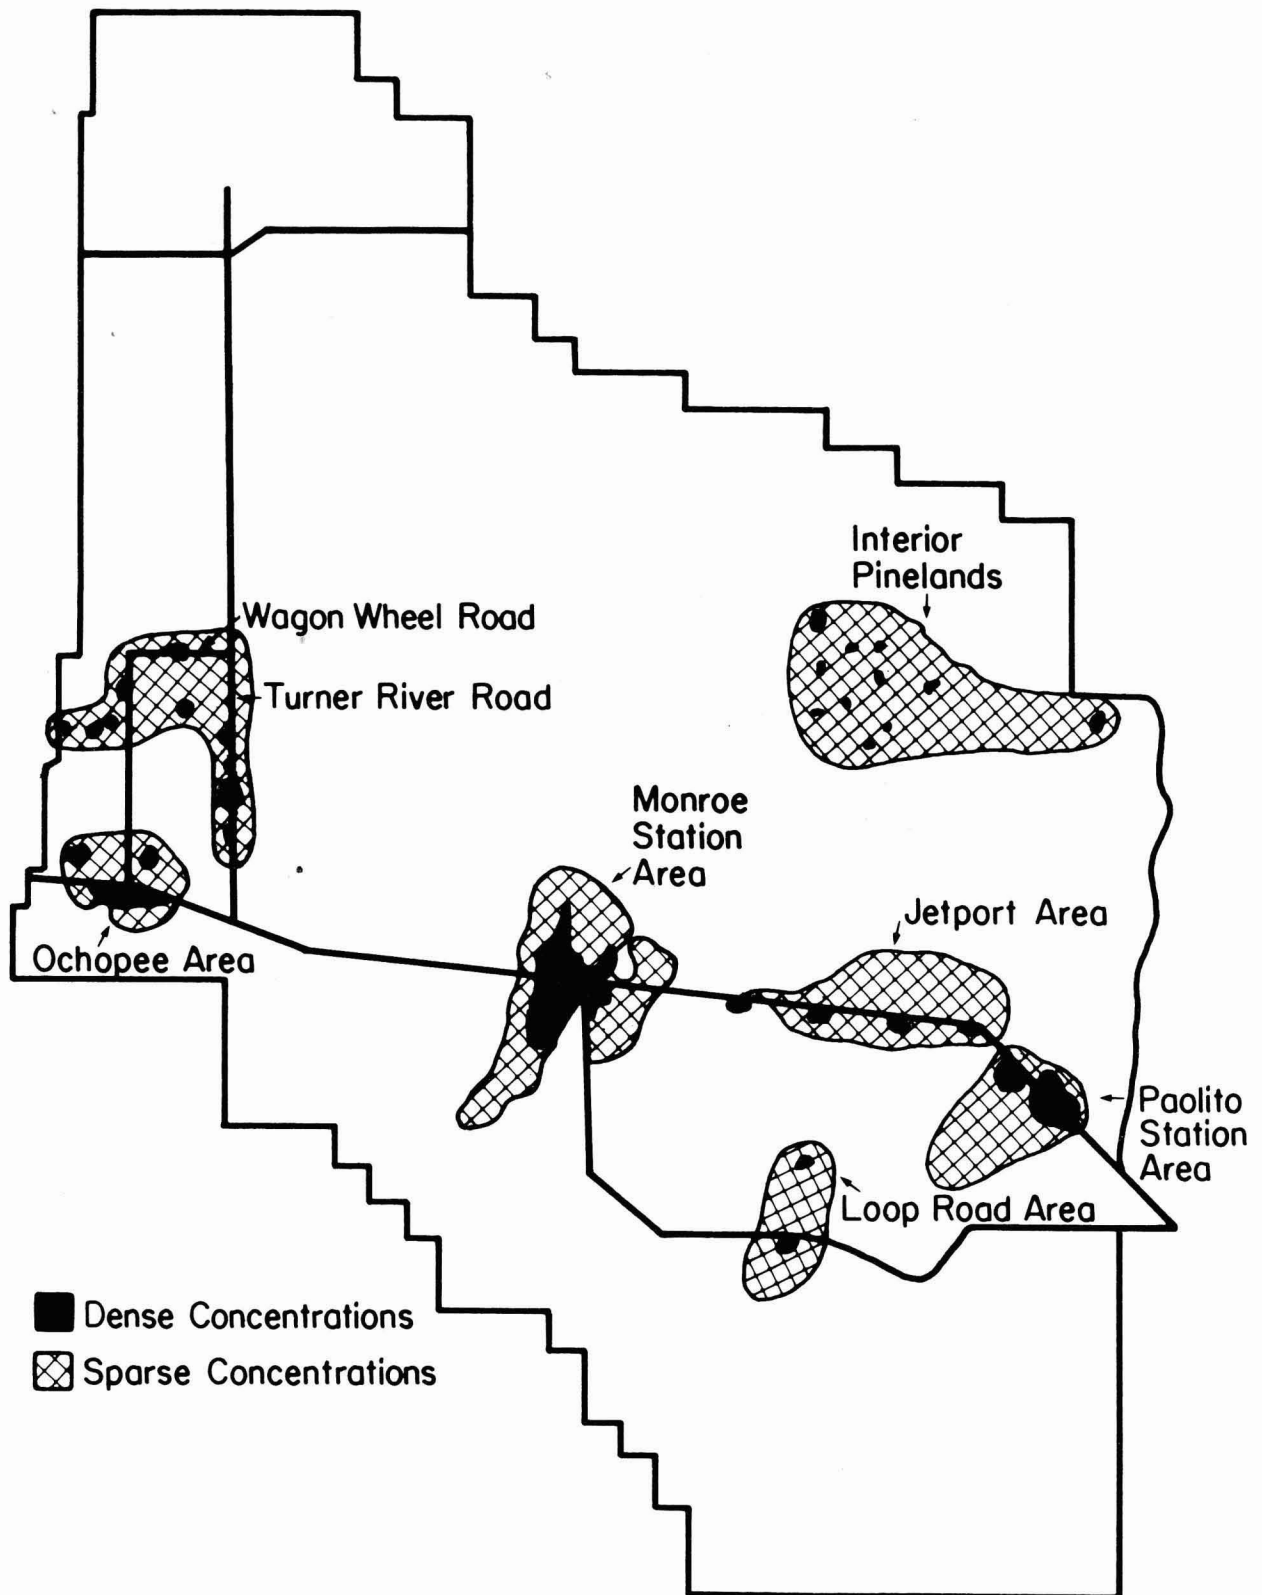 Interior
Pinelands
Wagon Wheel Road
Turner River Road
Monroe
Station
Area
Jetport Area
Ochopee Area
Paolito
Station
Area
Loop Road Area
Dense Concentrations
Sparse Concentrations